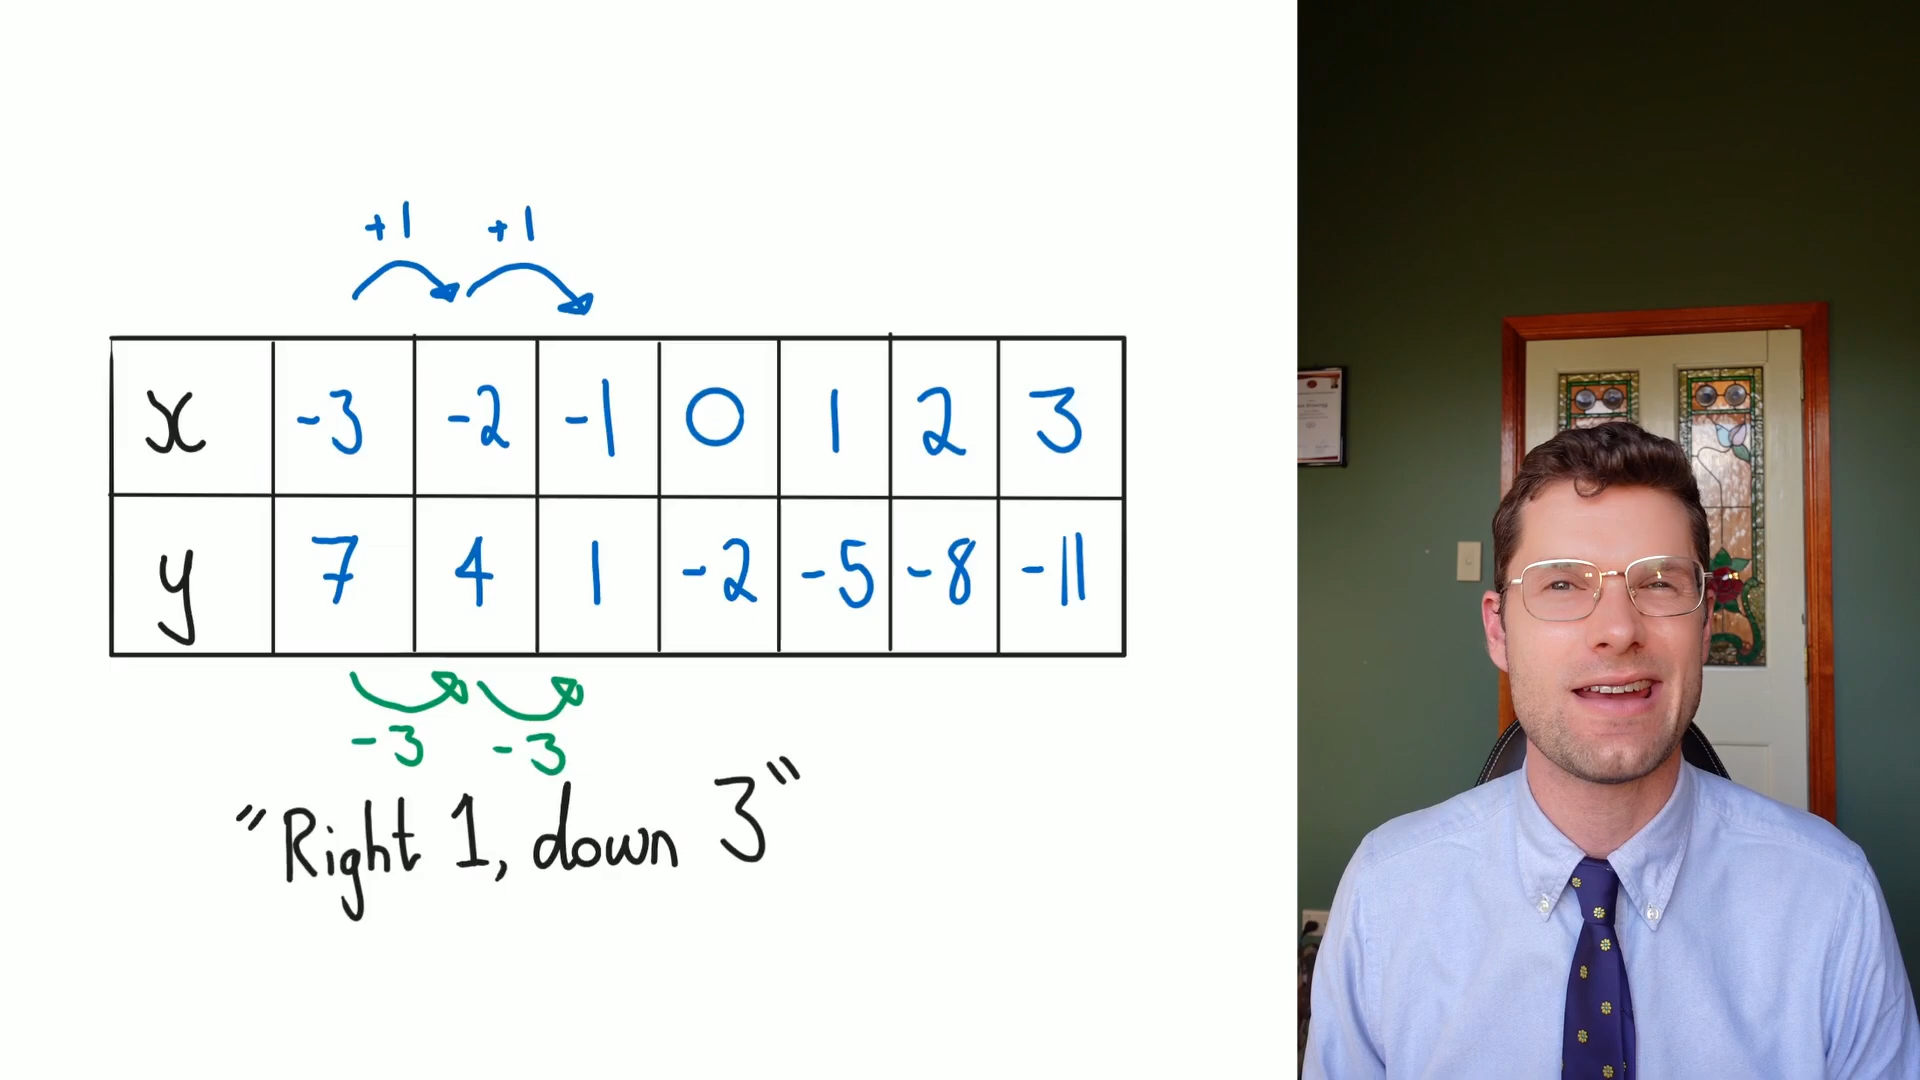 +1 +1
x -3 -2 -1 0 1 2 3
y 7 4 1 -2 -5 -8 -11
-3 -3
"Right 1, down 3"